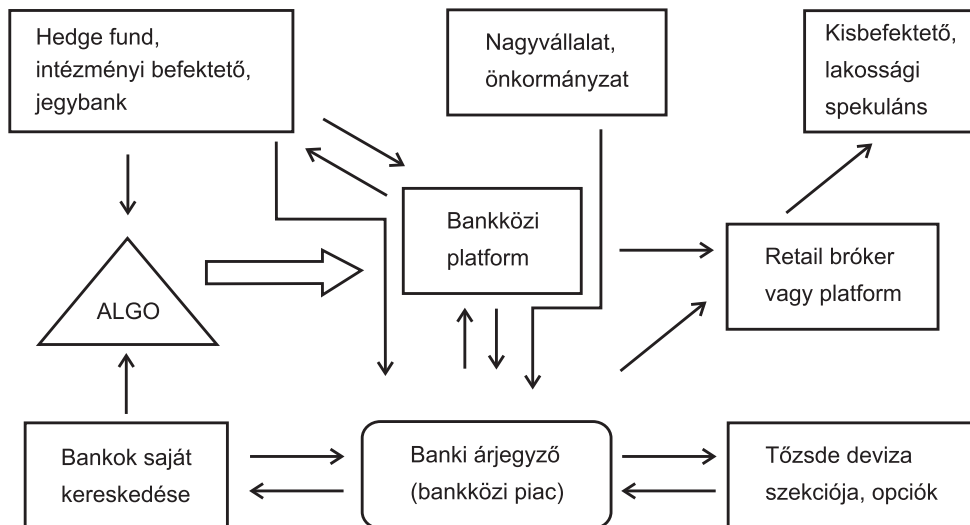 Hedge fund,
intézményi befektető,
jegybank
Nagyvállalat,
önkormányzat
Kisbefektető,
lakossági
spekuláns
Bankközi
platform
Retail bróker
vagy platform
ALGO
Bankok saját
kereskedése
Banki árjegyző
(bankközi piac)
Tőzsde deviza
szekciója, opciók